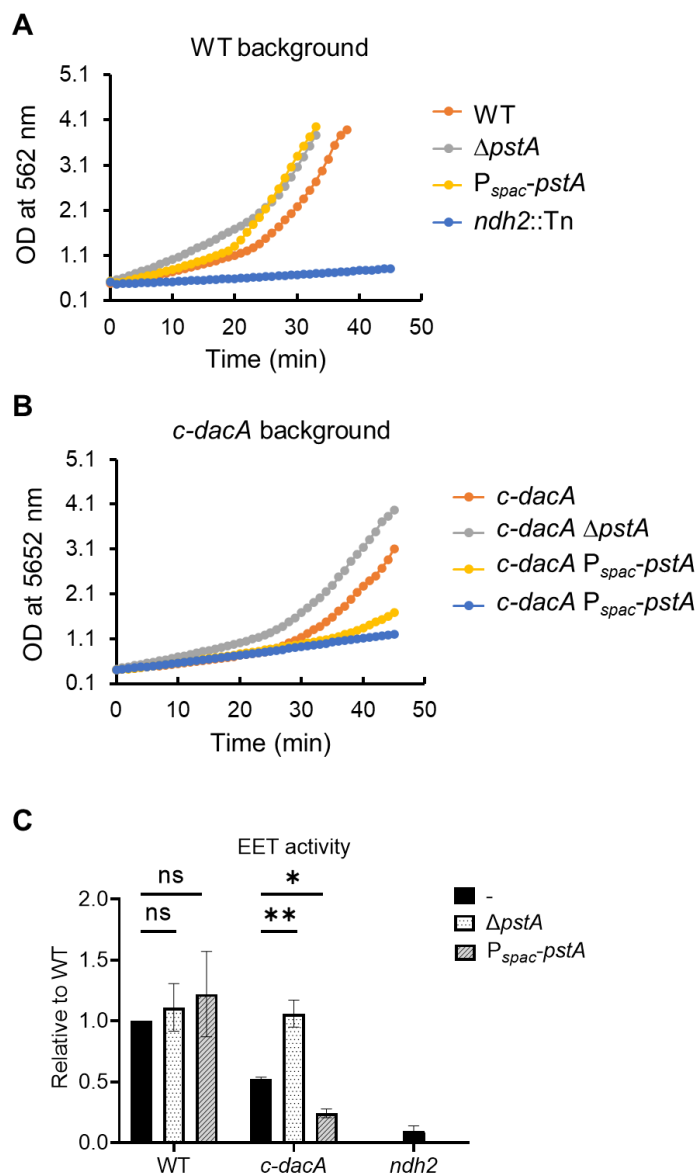 A
WT background
5.1
4.1
3.1
2.1
1.1
0.1
OD at 562 nm
0 10 20 30 40 50
Time (min)
WT
ΔpstA
Pspac-pstA
ndh2::Tn
B
c-dacA background
5.1
4.1
3.1
2.1
1.1
0.1
OD at 5652 nm
0 10 20 30 40 50
Time (min)
c-dacA
c-dacA ΔpstA
c-dacA Pspac-pstA
c-dacA Pspac-pstA
C
EET activity
2.0
1.5
1.0
0.5
0.0
Relative to WT
ns
ns
*
**
WT c-dacA ndh2
-
ΔpstA
Pspac-pstA